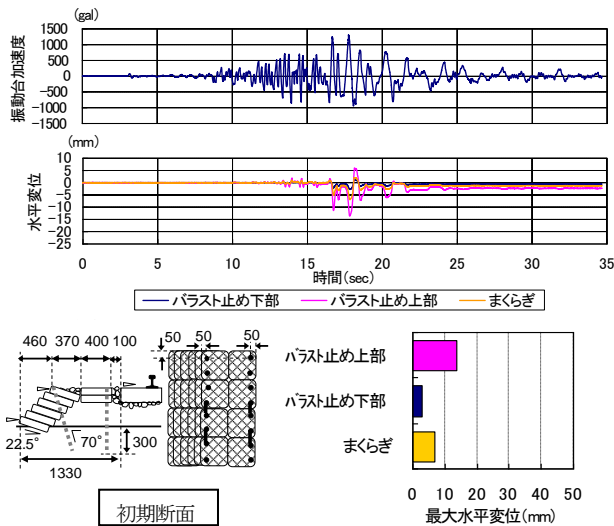 (gal)
1500
1000
500
0
-500
-1000
-1500
振動台加速度
(mm)
10
5
0
-5
-10
-15
-20
-25
水平変位
0 5 10 15 20 25 30 35
時間(sec)
バラスト止め下部 バラスト止め上部 まくらぎ
460 370 400 100
50 50 50
22.5° 70° 300
1330
初期断面
バラスト止め上部
バラスト止め下部
まくらぎ
0 10 20 30 40 50
最大水平変位(mm)